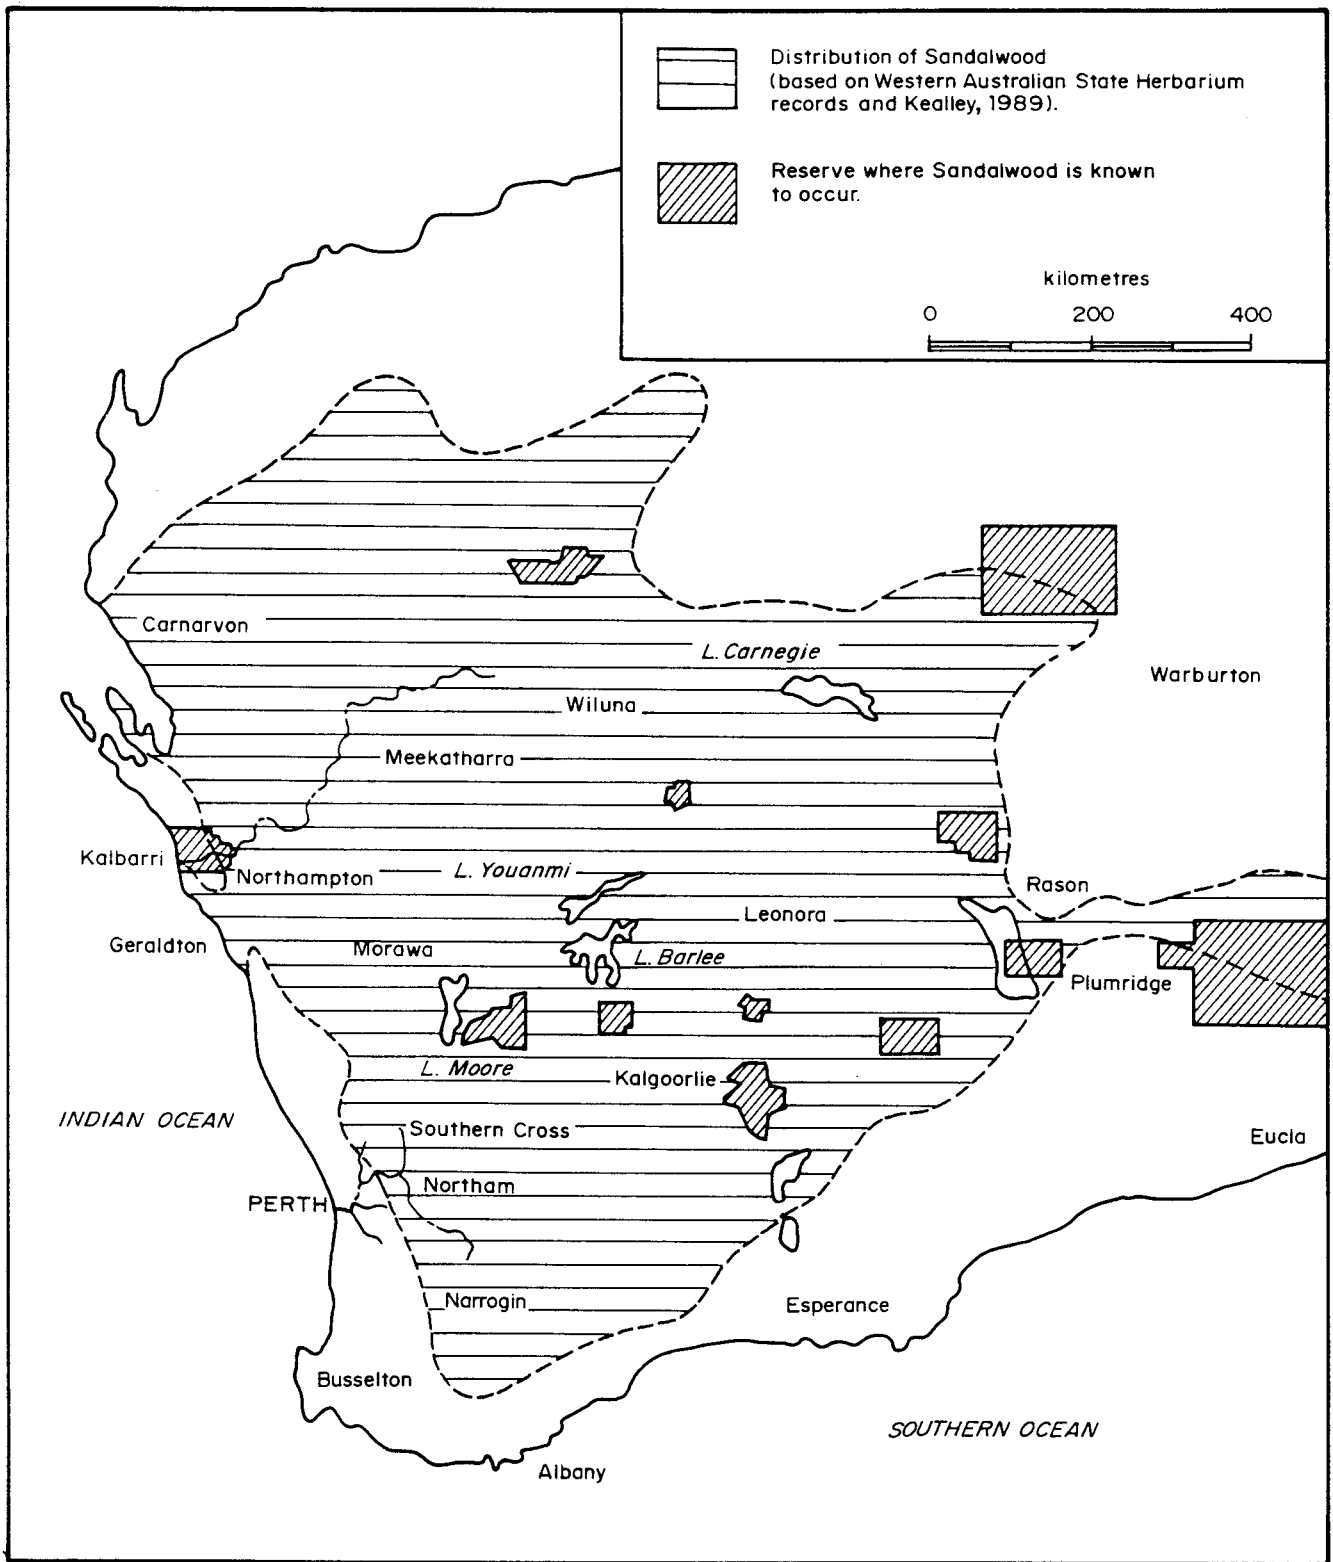 Distribution of Sandalwood
(based on Western Australian State Herbarium
records and Kealley, 1989).
Reserve where Sandalwood is known
to occur.
kilometres
0 200 400
Carnarvon
L. Carnegie
Warburton
Wiluna
Meekatharra
Kalbarri
Northampton
L. Youanmi
Rason
Leonora
Geraldton
Morawa
L. Barlee
Plumridge
L. Moore
Kalgoorlie
INDIAN OCEAN
Southern Cross
Eucla
Northam
PERTH
Narrogin
Esperance
Busselton
SOUTHERN OCEAN
Albany